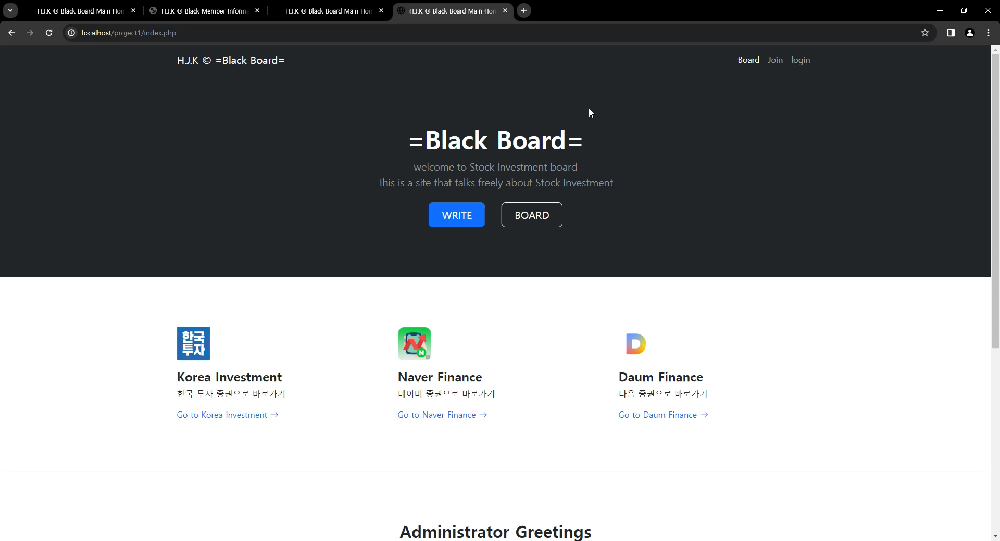 H.J.K © Black Board Main Hor
H.J.K © Black Member Informa
H.J.K © Black Board Main Hor
H.J.K © Black Board Main Hon
localhost/project1/index.php
H.J.K © =Black Board=
Board Join login
=Black Board=
- welcome to Stock Investment board -
This is a site that talks freely about Stock Investment
WRITE BOARD
한국
투자
N
D
Korea Investment
Naver Finance
Daum Finance
한국 투자 증권으로 바로가기
네이버 증권으로 바로가기
다음 증권으로 바로가기
Go to Korea Investment →
Go to Naver Finance →
Go to Daum Finance →
Administrator Greetings